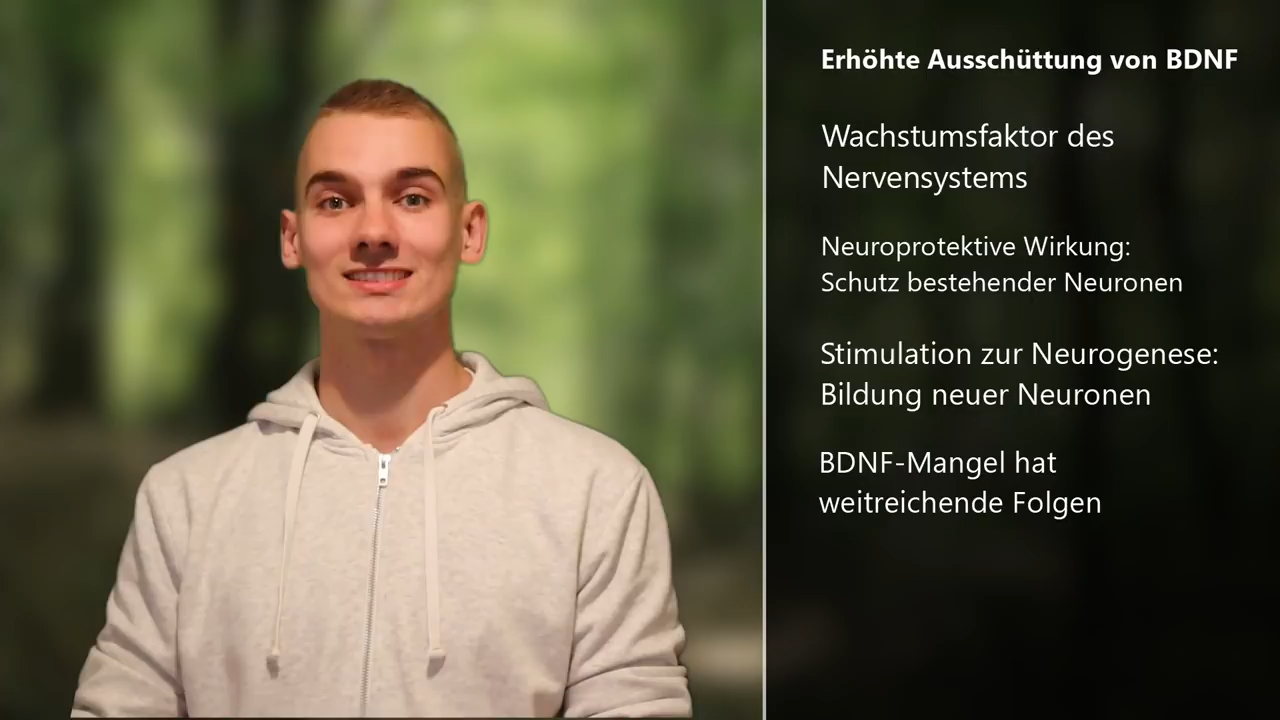 Erhöhte Ausschüttung von BDNF
Wachstumsfaktor des
Nervensystems
Neuroprotektive Wirkung:
Schutz bestehender Neuronen
Stimulation zur Neurogenese:
Bildung neuer Neuronen
BDNF-Mangel hat
weitreichende Folgen